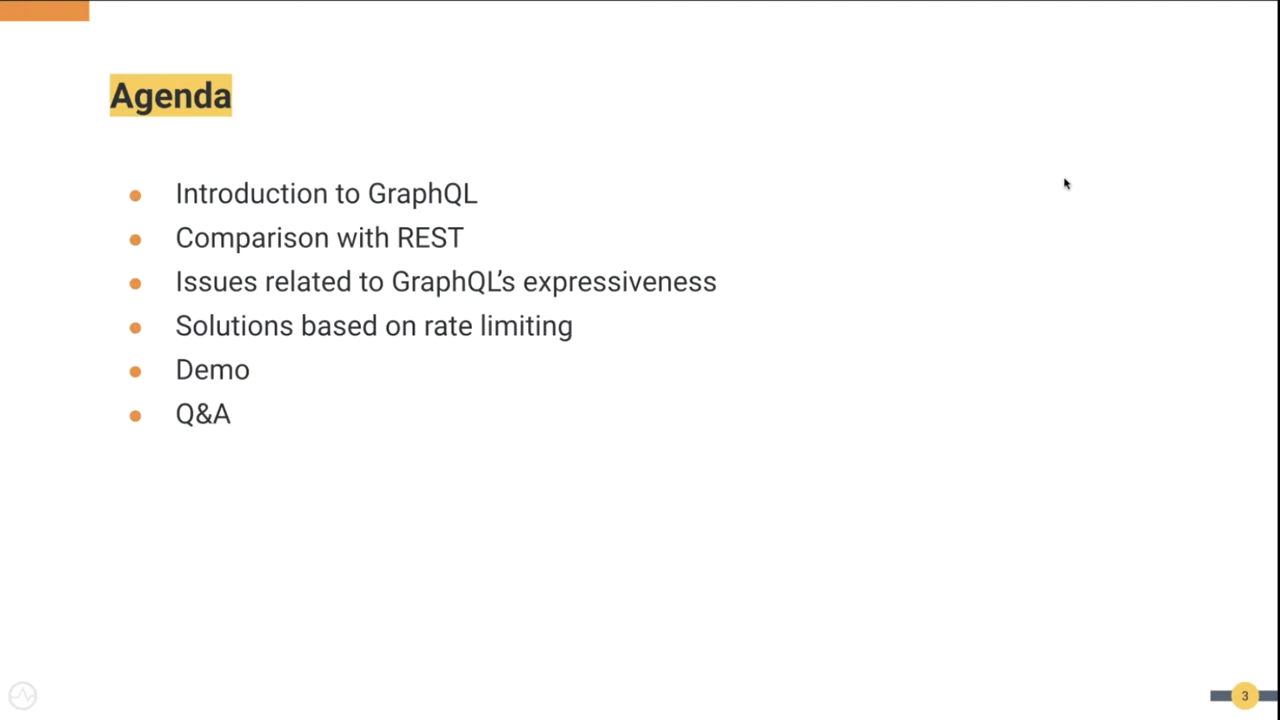 Agenda
Introduction to GraphQL
Comparison with REST
Issues related to GraphQL’s expressiveness
Solutions based on rate limiting
Demo
Q&A
3